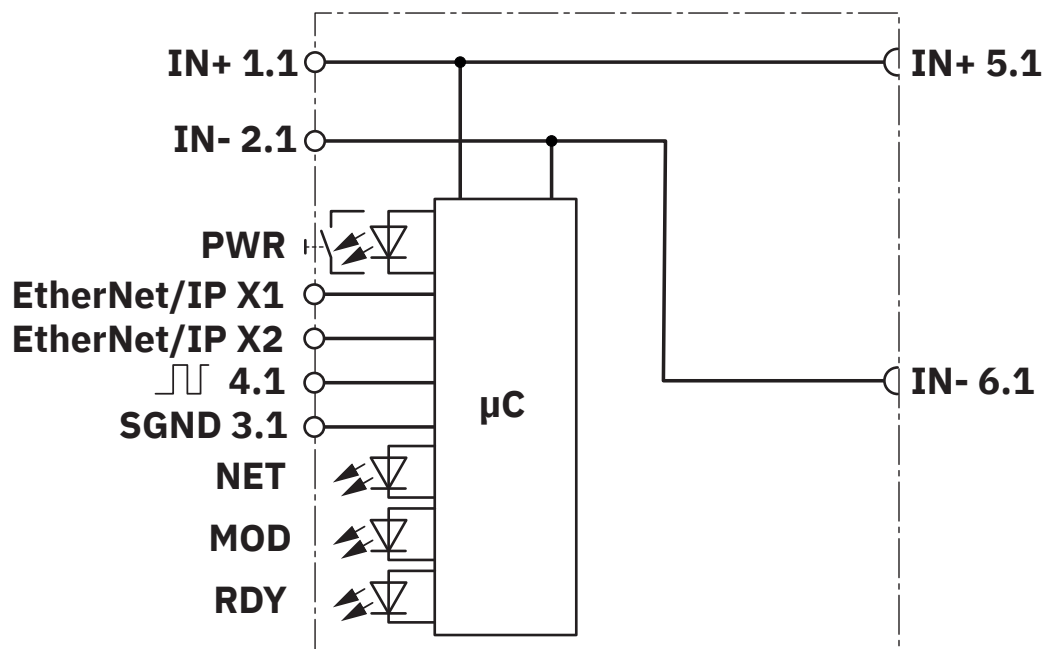 IN+ 1.1
IN+ 5.1
IN- 2.1
PWR
EtherNet/IP X1
EtherNet/IP X2
4.1
IN- 6.1
SGND 3.1
µC
NET
MOD
RDY